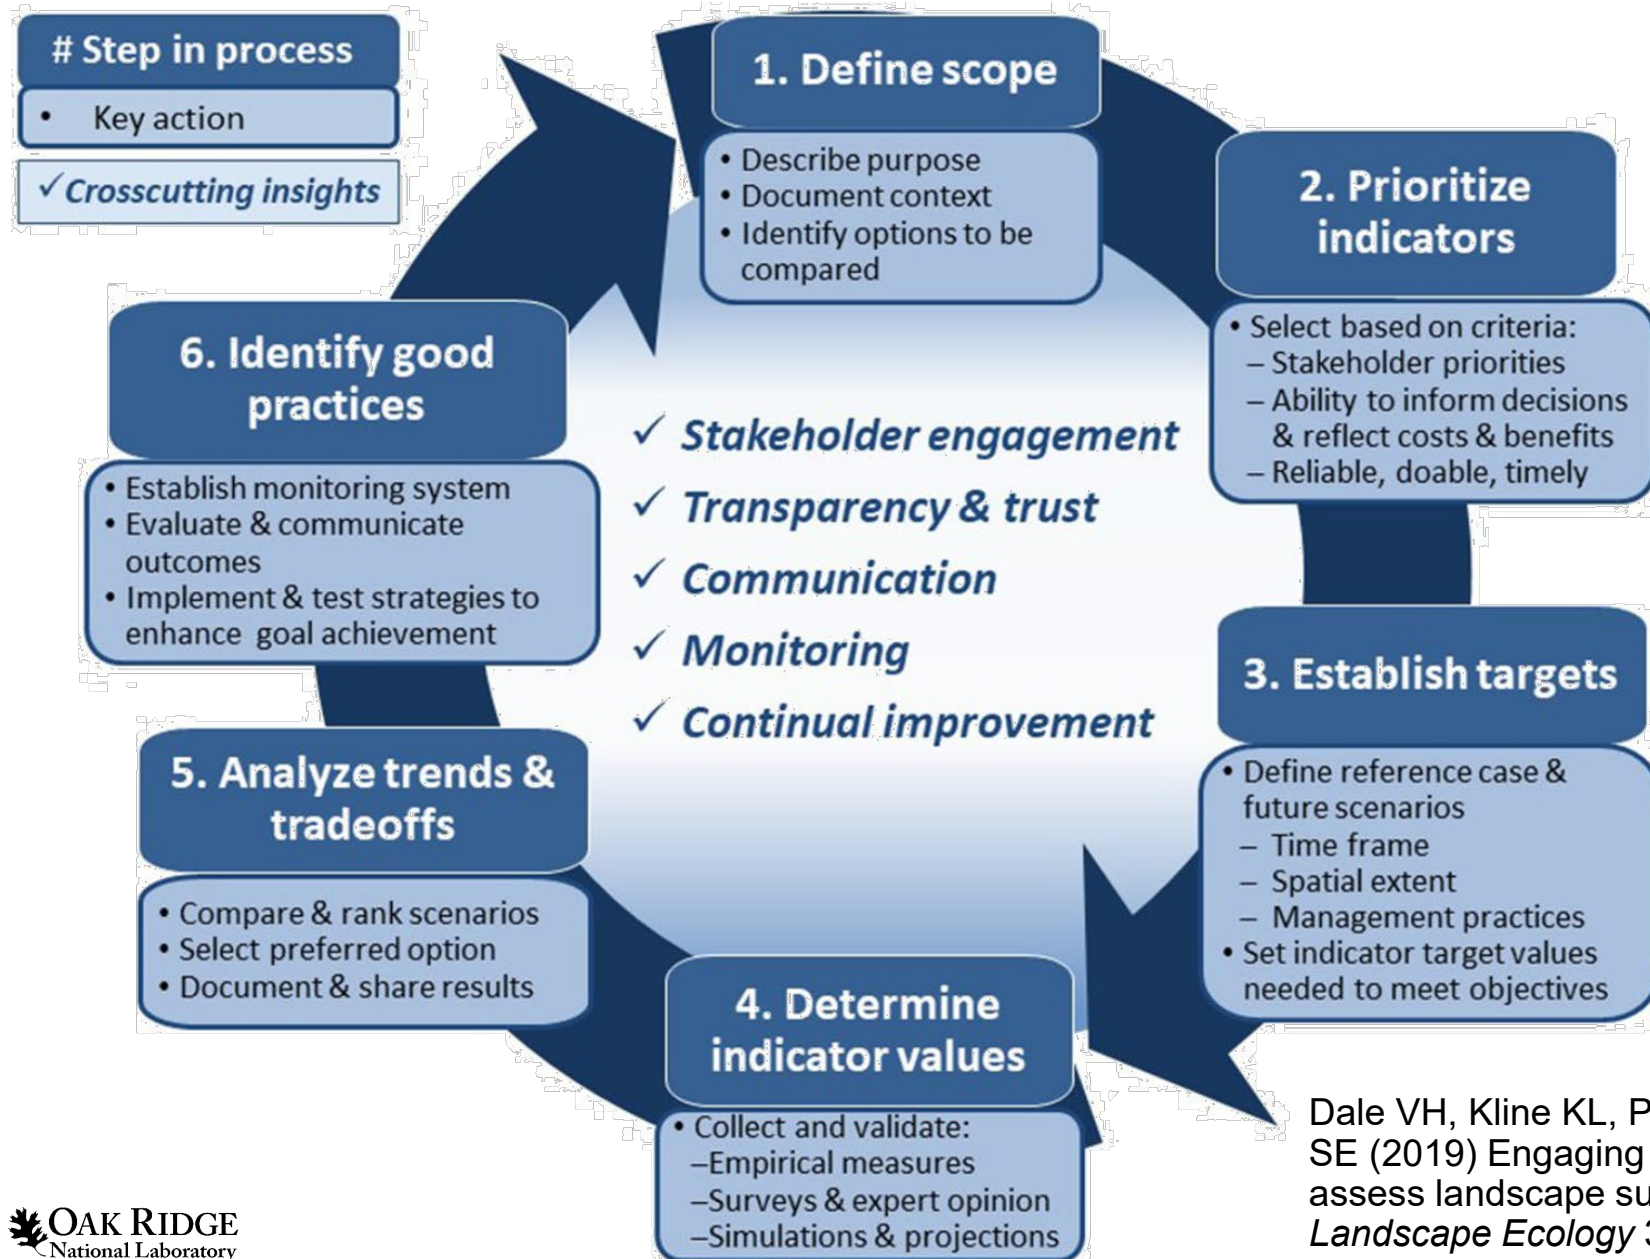 # Step in process
• Key action
✓Crosscutting insights
1. Define scope
• Describe purpose
• Document context
• Identify options to be
compared
2. Prioritize
indicators
• Select based on criteria:
– Stakeholder priorities
– Ability to inform decisions
& reflect costs & benefits
– Reliable, doable, timely
3. Establish targets
• Define reference case &
future scenarios
– Time frame
– Spatial extent
– Management practices
• Set indicator target values
needed to meet objectives
4. Determine
indicator values
• Collect and validate:
–Empirical measures
–Surveys & expert opinion
–Simulations & projections
5. Analyze trends &
tradeoffs
• Compare & rank scenarios
• Select preferred option
• Document & share results
6. Identify good
practices
• Establish monitoring system
• Evaluate & communicate
outcomes
• Implement & test strategies to
enhance goal achievement
✓ Stakeholder engagement
✓ Transparency & trust
✓ Communication
✓ Monitoring
✓ Continual improvement
Dale VH, Kline KL,
SE (2019) Engaging
assess landscape
Landscape Ecology
OAK RIDGE
National Laboratory